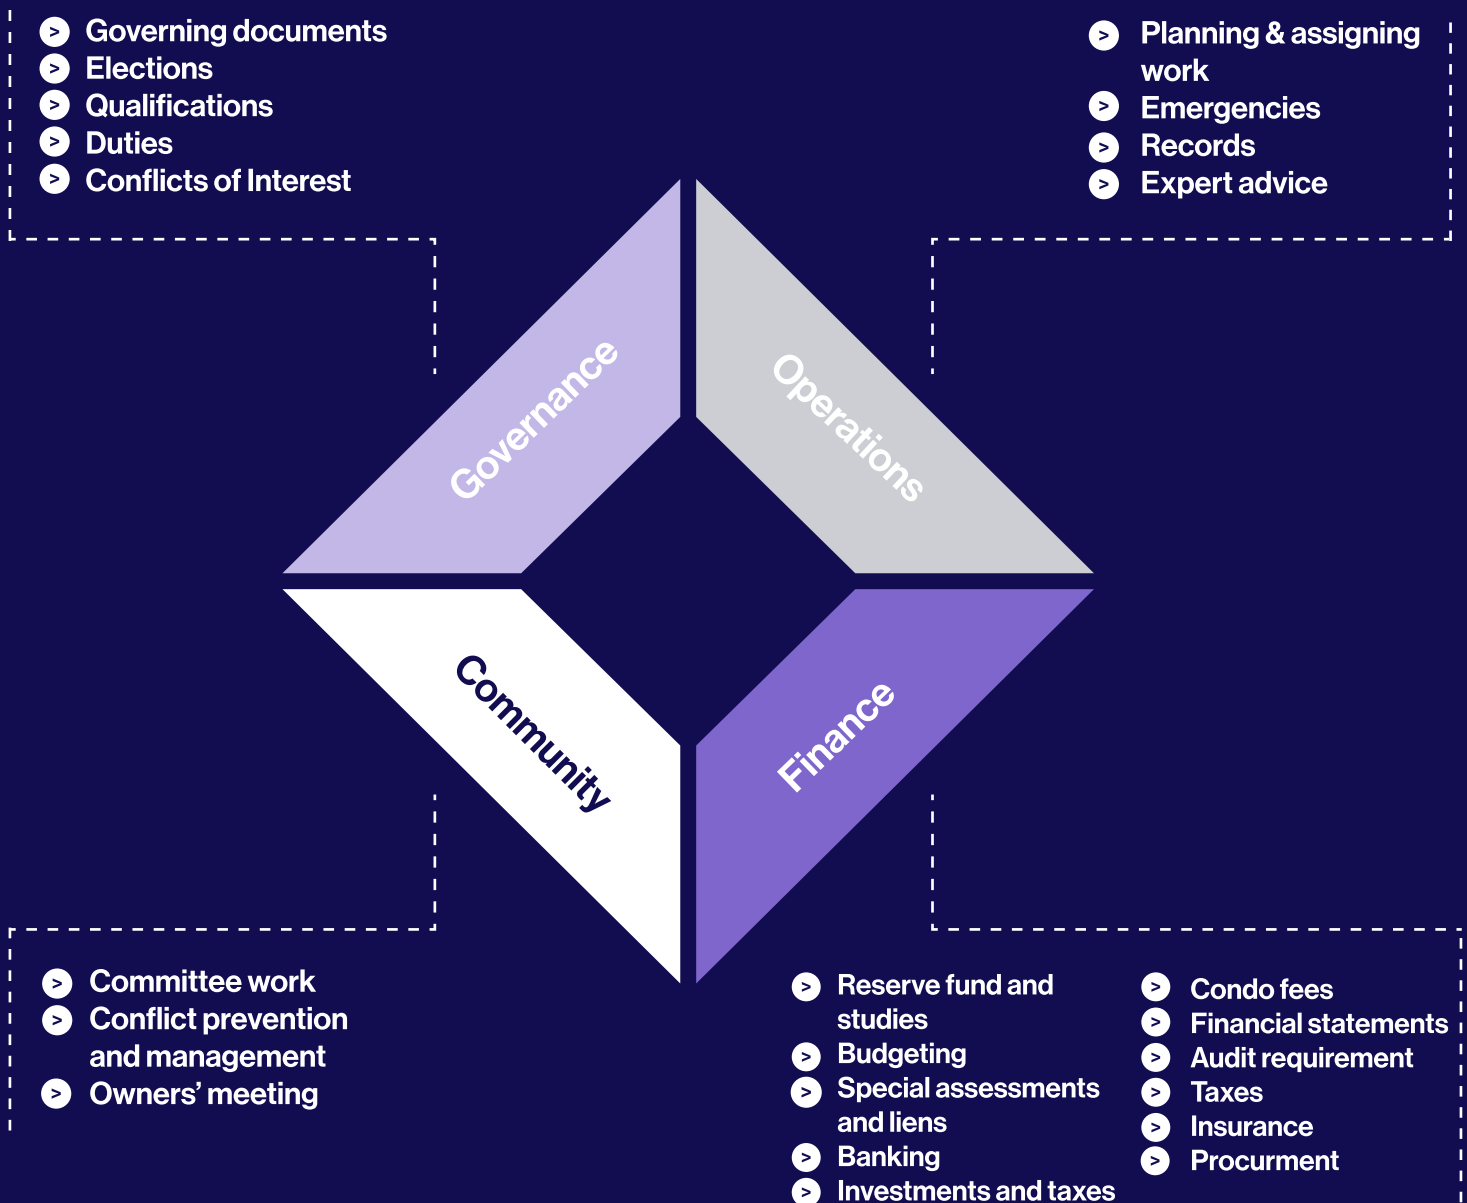 Governing documents
Elections
Qualifications
Duties
Conflicts of Interest
Planning & assigning
work
Emergencies
Records
Expert advice
Governance
Operations
Community
Finance
Committee work
Conflict prevention
and management
Owners’ meeting
Reserve fund and
studies
Budgeting
Special assessments
and liens
Banking
Investments and taxes
Condo fees
Financial statements
Audit requirement
Taxes
Insurance
Procurment